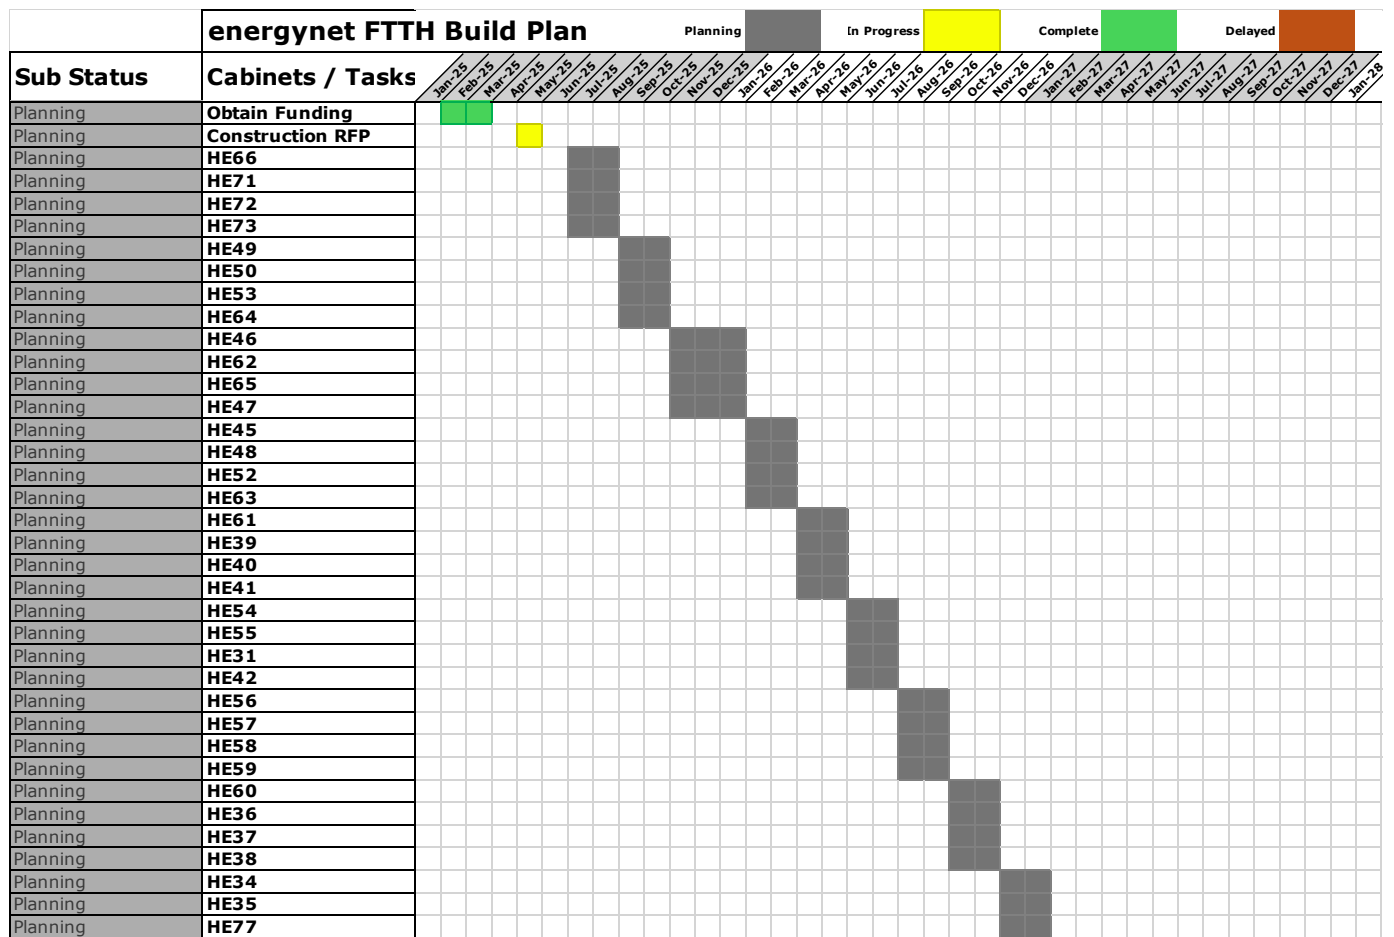 energynet FTTH Build Plan Planning In Progress Complete Delayed
Sub Status Cabinets / Tasks Jan-25 Feb-25 Mar-25 Apr-25 May-25 Jun-25 Jul-25 Aug-25 Sep-25 Oct-25 Nov-25 Dec-25 Jan-26 Feb-26 Mar-26 Apr-26 May-26 Jun-26 Jul-26 Aug-26 Sep-26 Oct-26 Nov-26 Dec-26 Jan-27 Feb-27 Mar-27 Apr-27 May-27 Jun-27 Jul-27 Aug-27 Sep-27 Oct-27 Nov-27 Dec-27 Jan-28
Planning Obtain Funding
Planning Construction RFP
Planning HE66
Planning HE71
Planning HE72
Planning HE73
Planning HE49
Planning HE50
Planning HE53
Planning HE64
Planning HE46
Planning HE62
Planning HE65
Planning HE47
Planning HE45
Planning HE48
Planning HE52
Planning HE63
Planning HE61
Planning HE39
Planning HE40
Planning HE41
Planning HE54
Planning HE55
Planning HE31
Planning HE42
Planning HE56
Planning HE57
Planning HE58
Planning HE59
Planning HE60
Planning HE36
Planning HE37
Planning HE38
Planning HE34
Planning HE35
Planning HE77